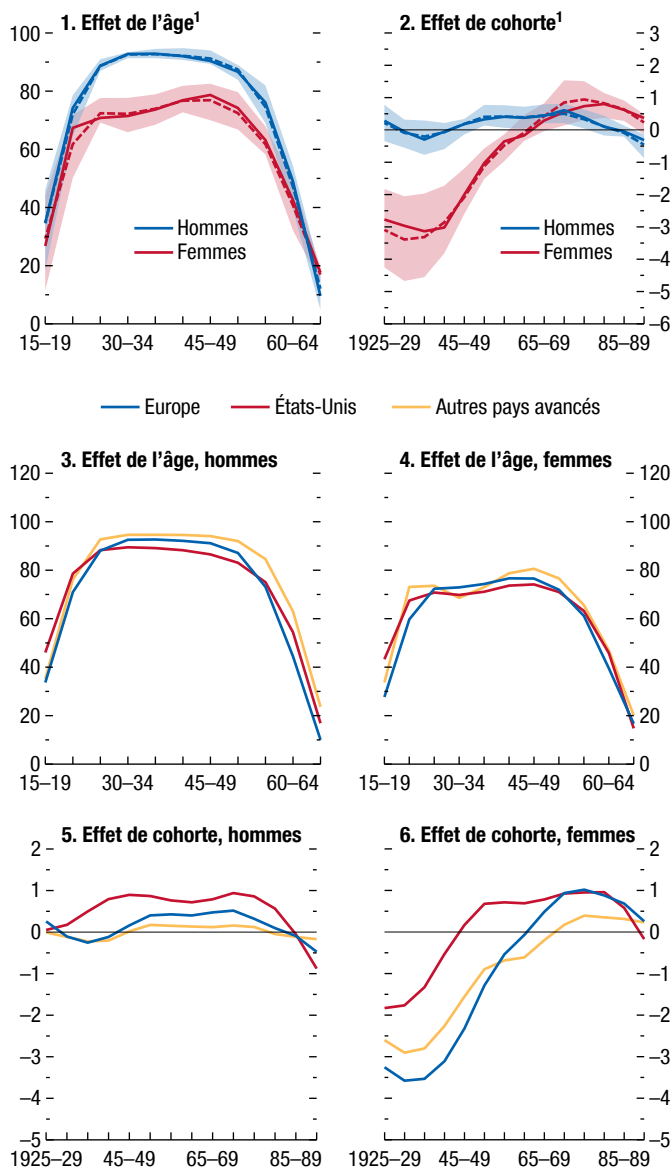 1. Effet de l’âge¹
100
80
60
40
20
0
Hommes
Femmes
15–19 30–34 45–49 60–64
2. Effet de cohorte¹
3
2
1
0
–1
–2
–3
–4
–5
–6
Hommes
Femmes
1925–29 45–49 65–69 85–89
Europe États-Unis Autres pays avancés
3. Effet de l’âge, hommes
120
100
80
60
40
20
0
15–19 30–34 45–49 60–64
4. Effet de l’âge, femmes
120
100
80
60
40
20
0
15–19 30–34 45–49 60–64
5. Effet de cohorte, hommes
2
1
0
–1
–2
–3
–4
–5
1925–29 45–49 65–69 85–89
6. Effet de cohorte, femmes
2
1
0
–1
–2
–3
–4
–5
1925–29 45–49 65–69 85–89